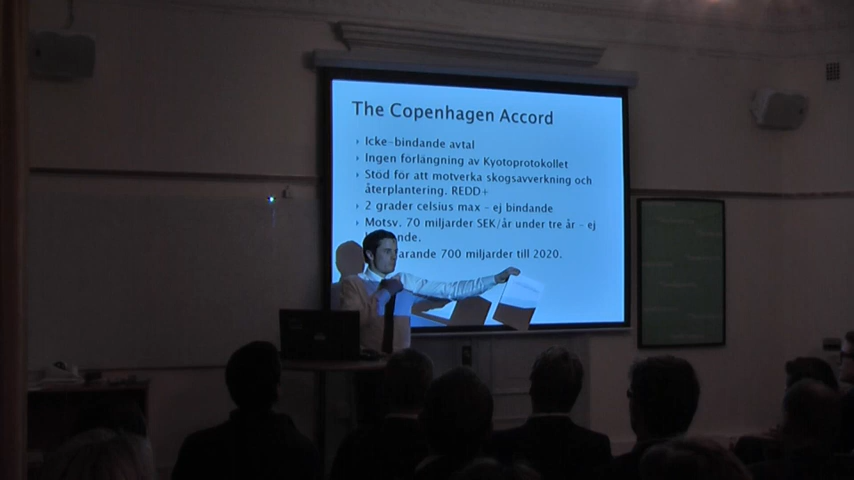 The Copenhagen Accord
Icke-bindande avtal
Ingen förlängning av Kyotoprotokollet
Stöd för att motverka skogsavverkning och
återplantering. REDD+
2 grader celsius max – ej bindande
Motsv. 70 miljarder SEK/år under tre år – ej
700 miljarder till 2020.